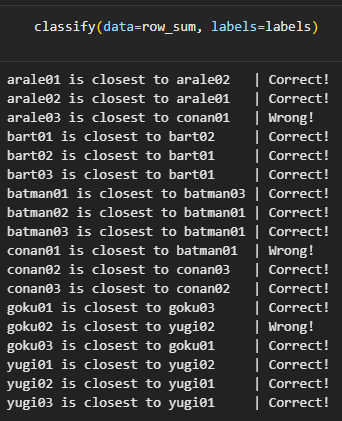 classify(data=row_sum, labels=labels)
arale01 is closest to arale02   | Correct!
arale02 is closest to arale01   | Correct!
arale03 is closest to conan01   | Wrong!
bart01 is closest to bart02     | Correct!
bart02 is closest to bart01     | Correct!
bart03 is closest to bart01     | Correct!
batman01 is closest to batman03 | Correct!
batman02 is closest to batman01 | Correct!
batman03 is closest to batman01 | Correct!
conan01 is closest to batman01  | Wrong!
conan02 is closest to conan03   | Correct!
conan03 is closest to conan02   | Correct!
goku01 is closest to goku03     | Correct!
goku02 is closest to yugi02     | Wrong!
goku03 is closest to goku01     | Correct!
yugi01 is closest to yugi02     | Correct!
yugi02 is closest to yugi01     | Correct!
yugi03 is closest to yugi01     | Correct!